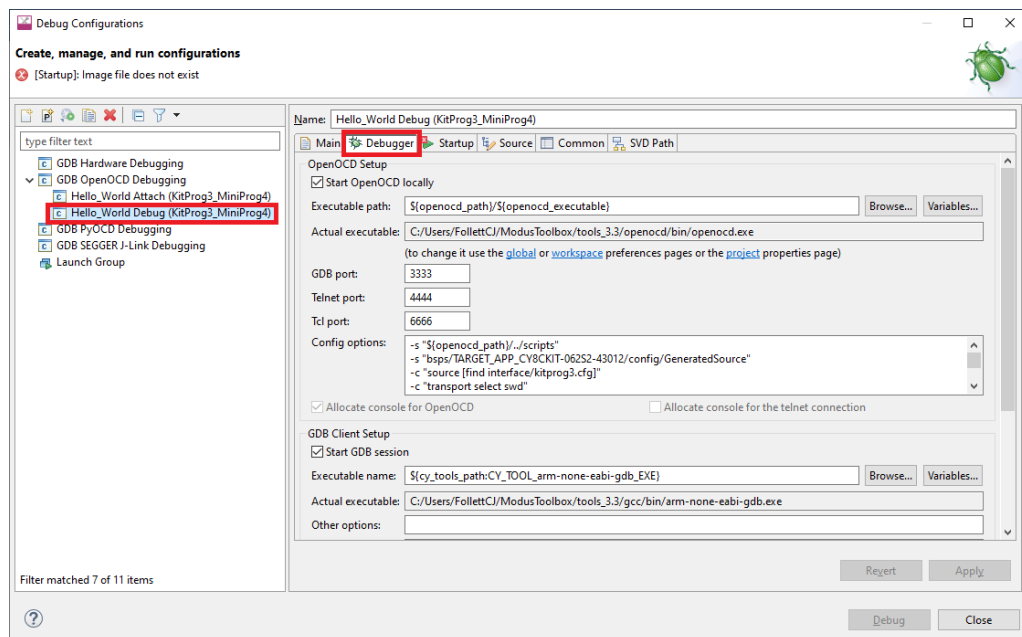 Debug Configurations
Create, manage, and run configurations
[Startup]: Image file does not exist
type filter text
GDB Hardware Debugging
GDB OpenOCD Debugging
Hello_World Attach (KitProg3_MiniProg4)
Hello_World Debug (KitProg3_MiniProg4)
GDB PyOCD Debugging
GDB SEGGER J-Link Debugging
Launch Group
Filter matched 7 of 11 items
Name: Hello_World Debug (KitProg3_MiniProg4)
Main Debugger Startup Source Common SVD Path
OpenOCD Setup
Start OpenOCD locally
Executable path: ${openocd_path}/${openocd_executable} Browse... Variables...
Actual executable: C:/Users/FollettCJ/ModusToolbox/tools_3.3/openocd/bin/openocd.exe
(to change it use the global or workspace preferences pages or the project properties page)
GDB port: 3333
Telnet port: 4444
Tcl port: 6666
Config options: -s "${openocd_path}/../scripts"
-s "bsps/TARGET_APP_CY8CKIT-062S2-43012/config/GeneratedSource"
-c "source [find interface/kitprog3.cfg]"
-c "transport select swd"
Allocate console for OpenOCD Allocate console for the telnet connection
GDB Client Setup
Start GDB session
Executable name: ${cy_tools_path:CY_TOOL_arm-none-eabi-gdb_EXE} Browse... Variables...
Actual executable: C:/Users/FollettCJ/ModusToolbox/tools_3.3/gcc/bin/arm-none-eabi-gdb.exe
Other options:
Revert Apply
Debug Close